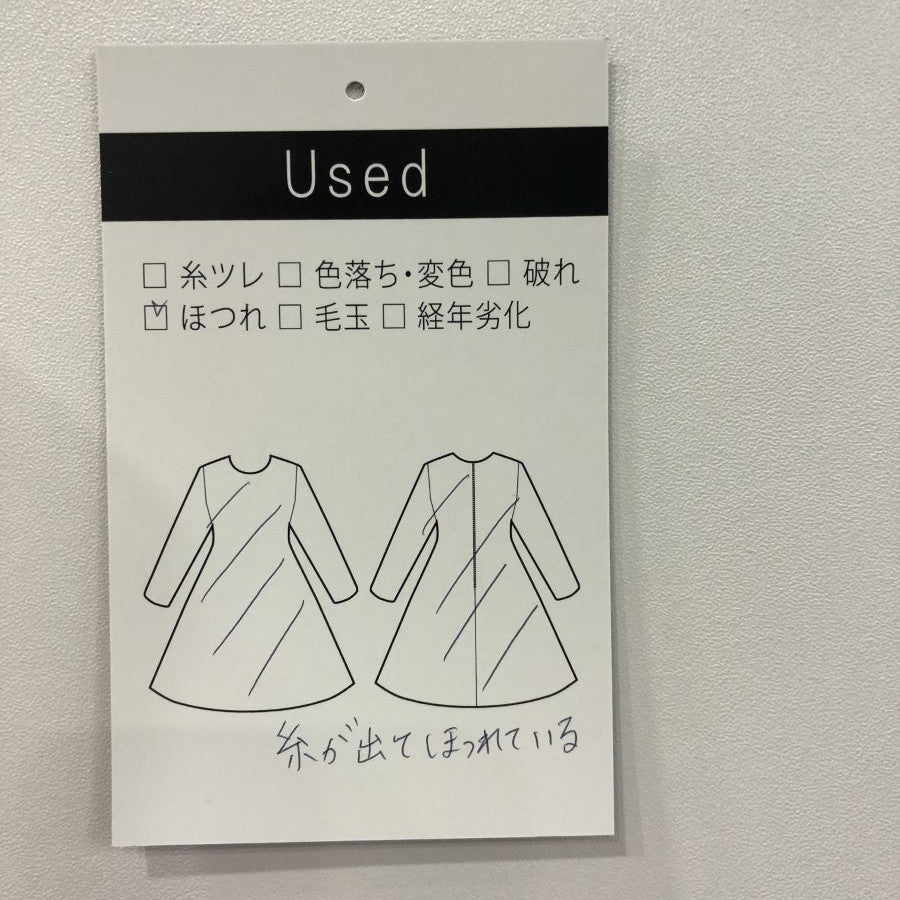 Used
□ 糸ツレ □ 色落ち・変色 □ 破れ
☑ ほつれ □ 毛玉 □ 経年劣化
糸が出てほつれている